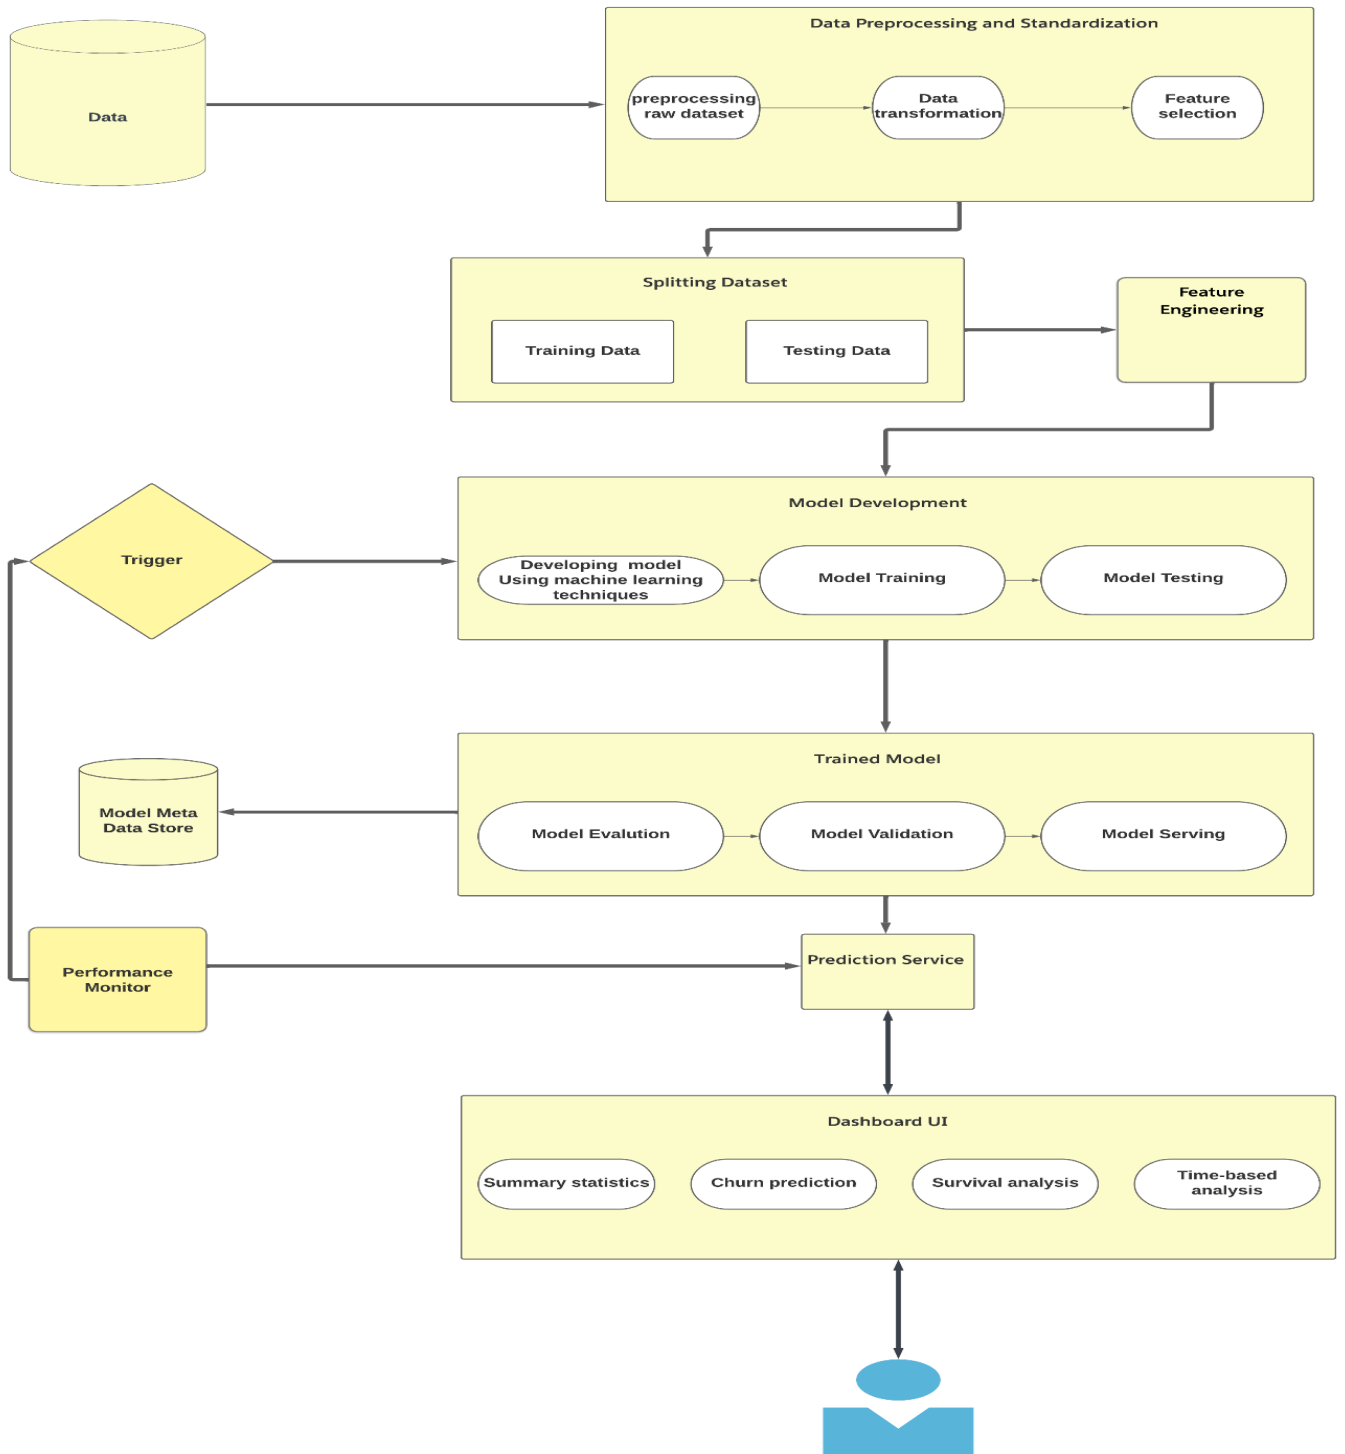 Data Preprocessing and Standardization
Data
preprocessing
raw dataset
Data
transformation
Feature
selection
Splitting Dataset
Training Data
Testing Data
Feature
Engineering
Model Development
Trigger
Developing  model
Using machine learning
techniques
Model Training
Model Testing
Trained Model
Model Meta
Data Store
Model Evalution
Model Validation
Model Serving
Performance
Monitor
Prediction Service
Dashboard UI
Summary statistics
Churn prediction
Survival analysis
Time-based
analysis